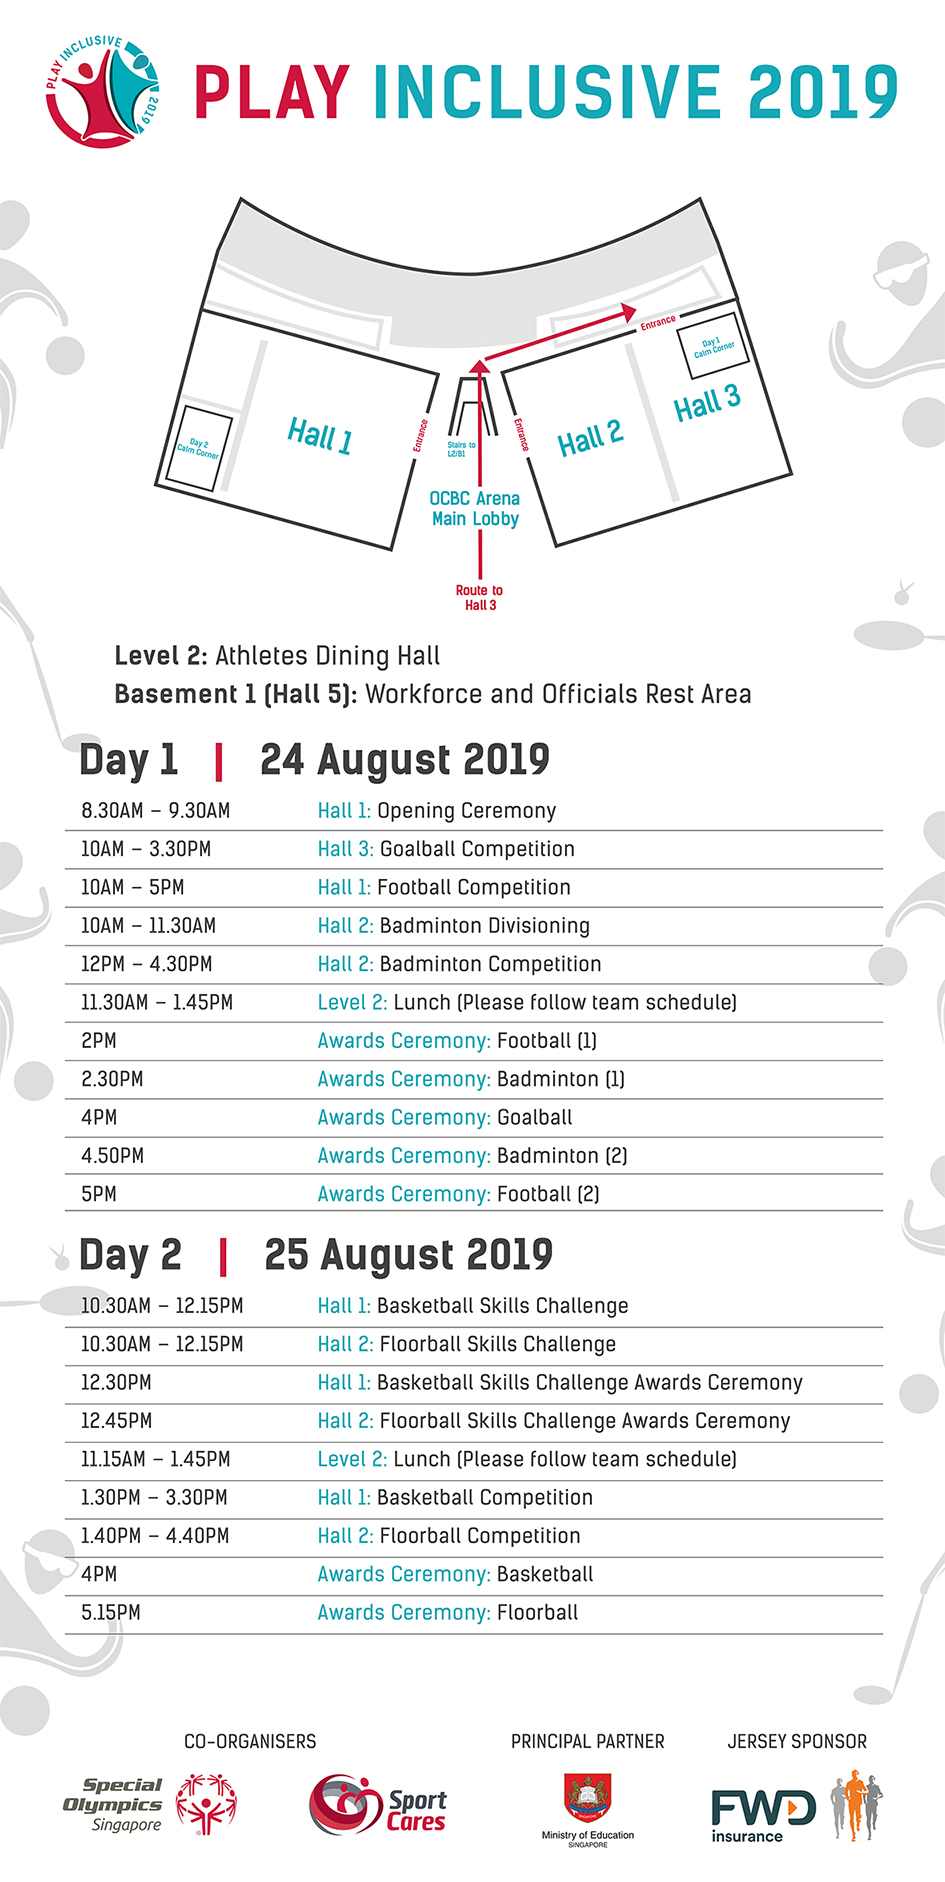 PLAY INCLUSIVE 2019
PLAY INCLUSIVE 2019
Entrance
Day 1
Calm Corner
Hall 3
Hall 1
Hall 2
Entrance
Entrance
Day 2
Calm Corner
Stairs to
L2/B1
OCBC Arena
Main Lobby
Route to
Hall 3
Level 2: Athletes Dining Hall
Basement 1 (Hall 5): Workforce and Officials Rest Area
Day 1 | 24 August 2019
8.30AM – 9.30AM Hall 1: Opening Ceremony
10AM – 3.30PM Hall 3: Goalball Competition
10AM – 5PM Hall 1: Football Competition
10AM – 11.30AM Hall 2: Badminton Divisioning
12PM – 4.30PM Hall 2: Badminton Competition
11.30AM – 1.45PM Level 2: Lunch (Please follow team schedule)
2PM Awards Ceremony: Football (1)
2.30PM Awards Ceremony: Badminton (1)
4PM Awards Ceremony: Goalball
4.50PM Awards Ceremony: Badminton (2)
5PM Awards Ceremony: Football (2)
Day 2 | 25 August 2019
10.30AM – 12.15PM Hall 1: Basketball Skills Challenge
10.30AM – 12.15PM Hall 2: Floorball Skills Challenge
12.30PM Hall 1: Basketball Skills Challenge Awards Ceremony
12.45PM Hall 2: Floorball Skills Challenge Awards Ceremony
11.15AM – 1.45PM Level 2: Lunch (Please follow team schedule)
1.30PM – 3.30PM Hall 1: Basketball Competition
1.40PM – 4.40PM Hall 2: Floorball Competition
4PM Awards Ceremony: Basketball
5.15PM Awards Ceremony: Floorball
CO-ORGANISERS PRINCIPAL PARTNER JERSEY SPONSOR
Special
Olympics
Singapore
Sport
Cares
Ministry of Education
SINGAPORE
FWD
insurance